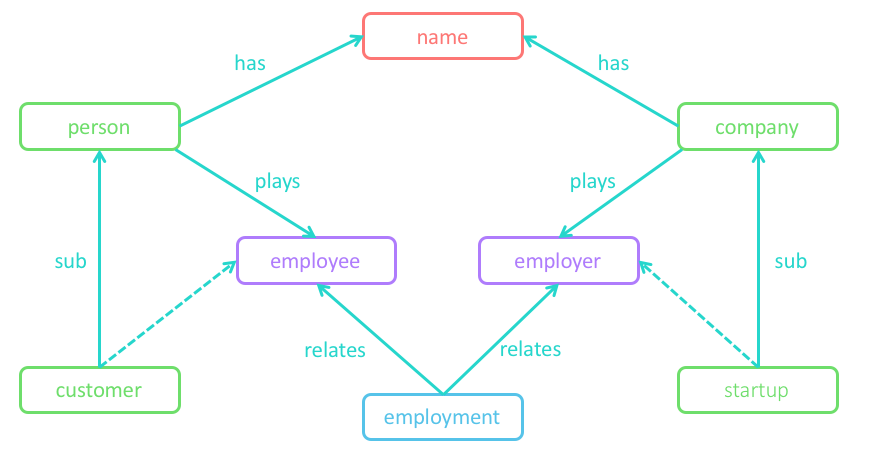 name
has
has
person
company
plays
plays
sub
employee
employer
sub
relates
relates
customer
employment
startup